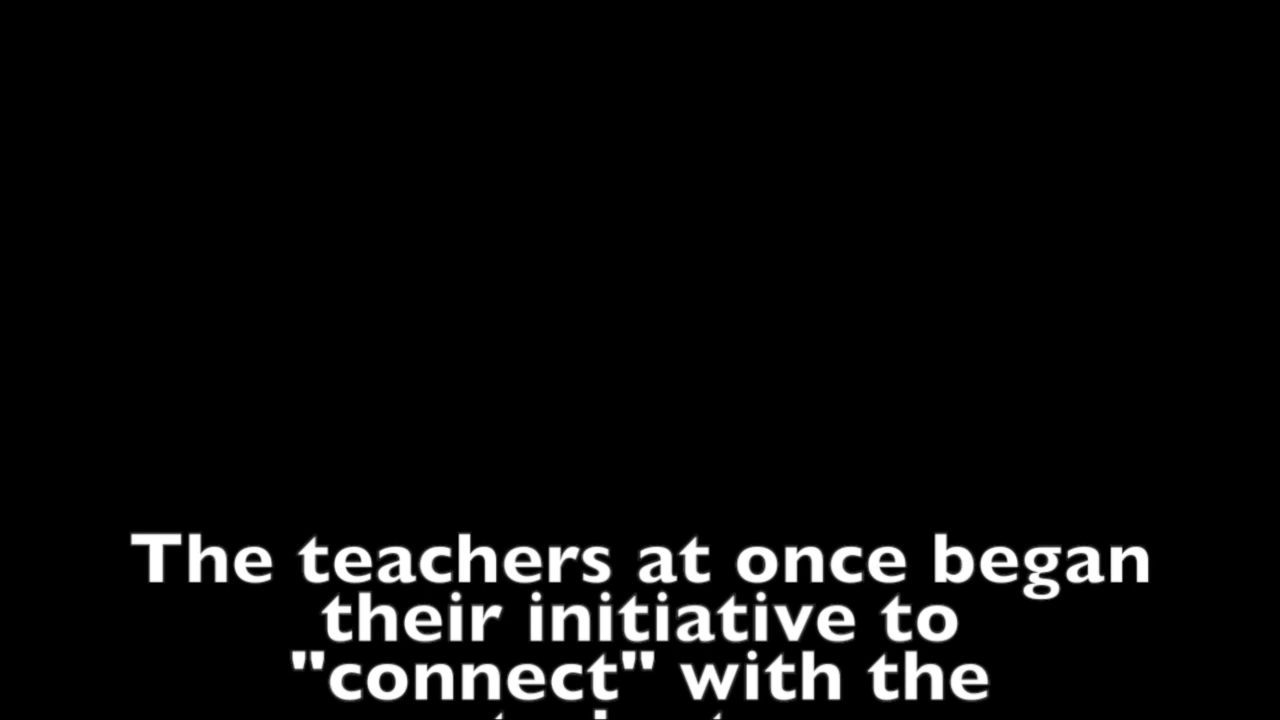 The teachers at once began
their initiative to
"connect" with the